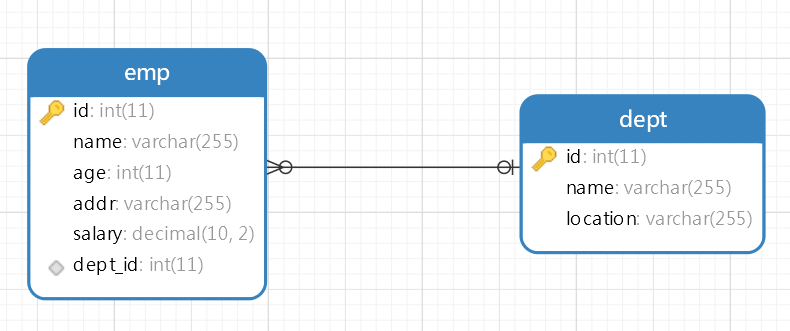 emp
id: int(11)
name: varchar(255)
age: int(11)
addr: varchar(255)
salary: decimal(10, 2)
dept_id: int(11)
dept
id: int(11)
name: varchar(255)
location: varchar(255)